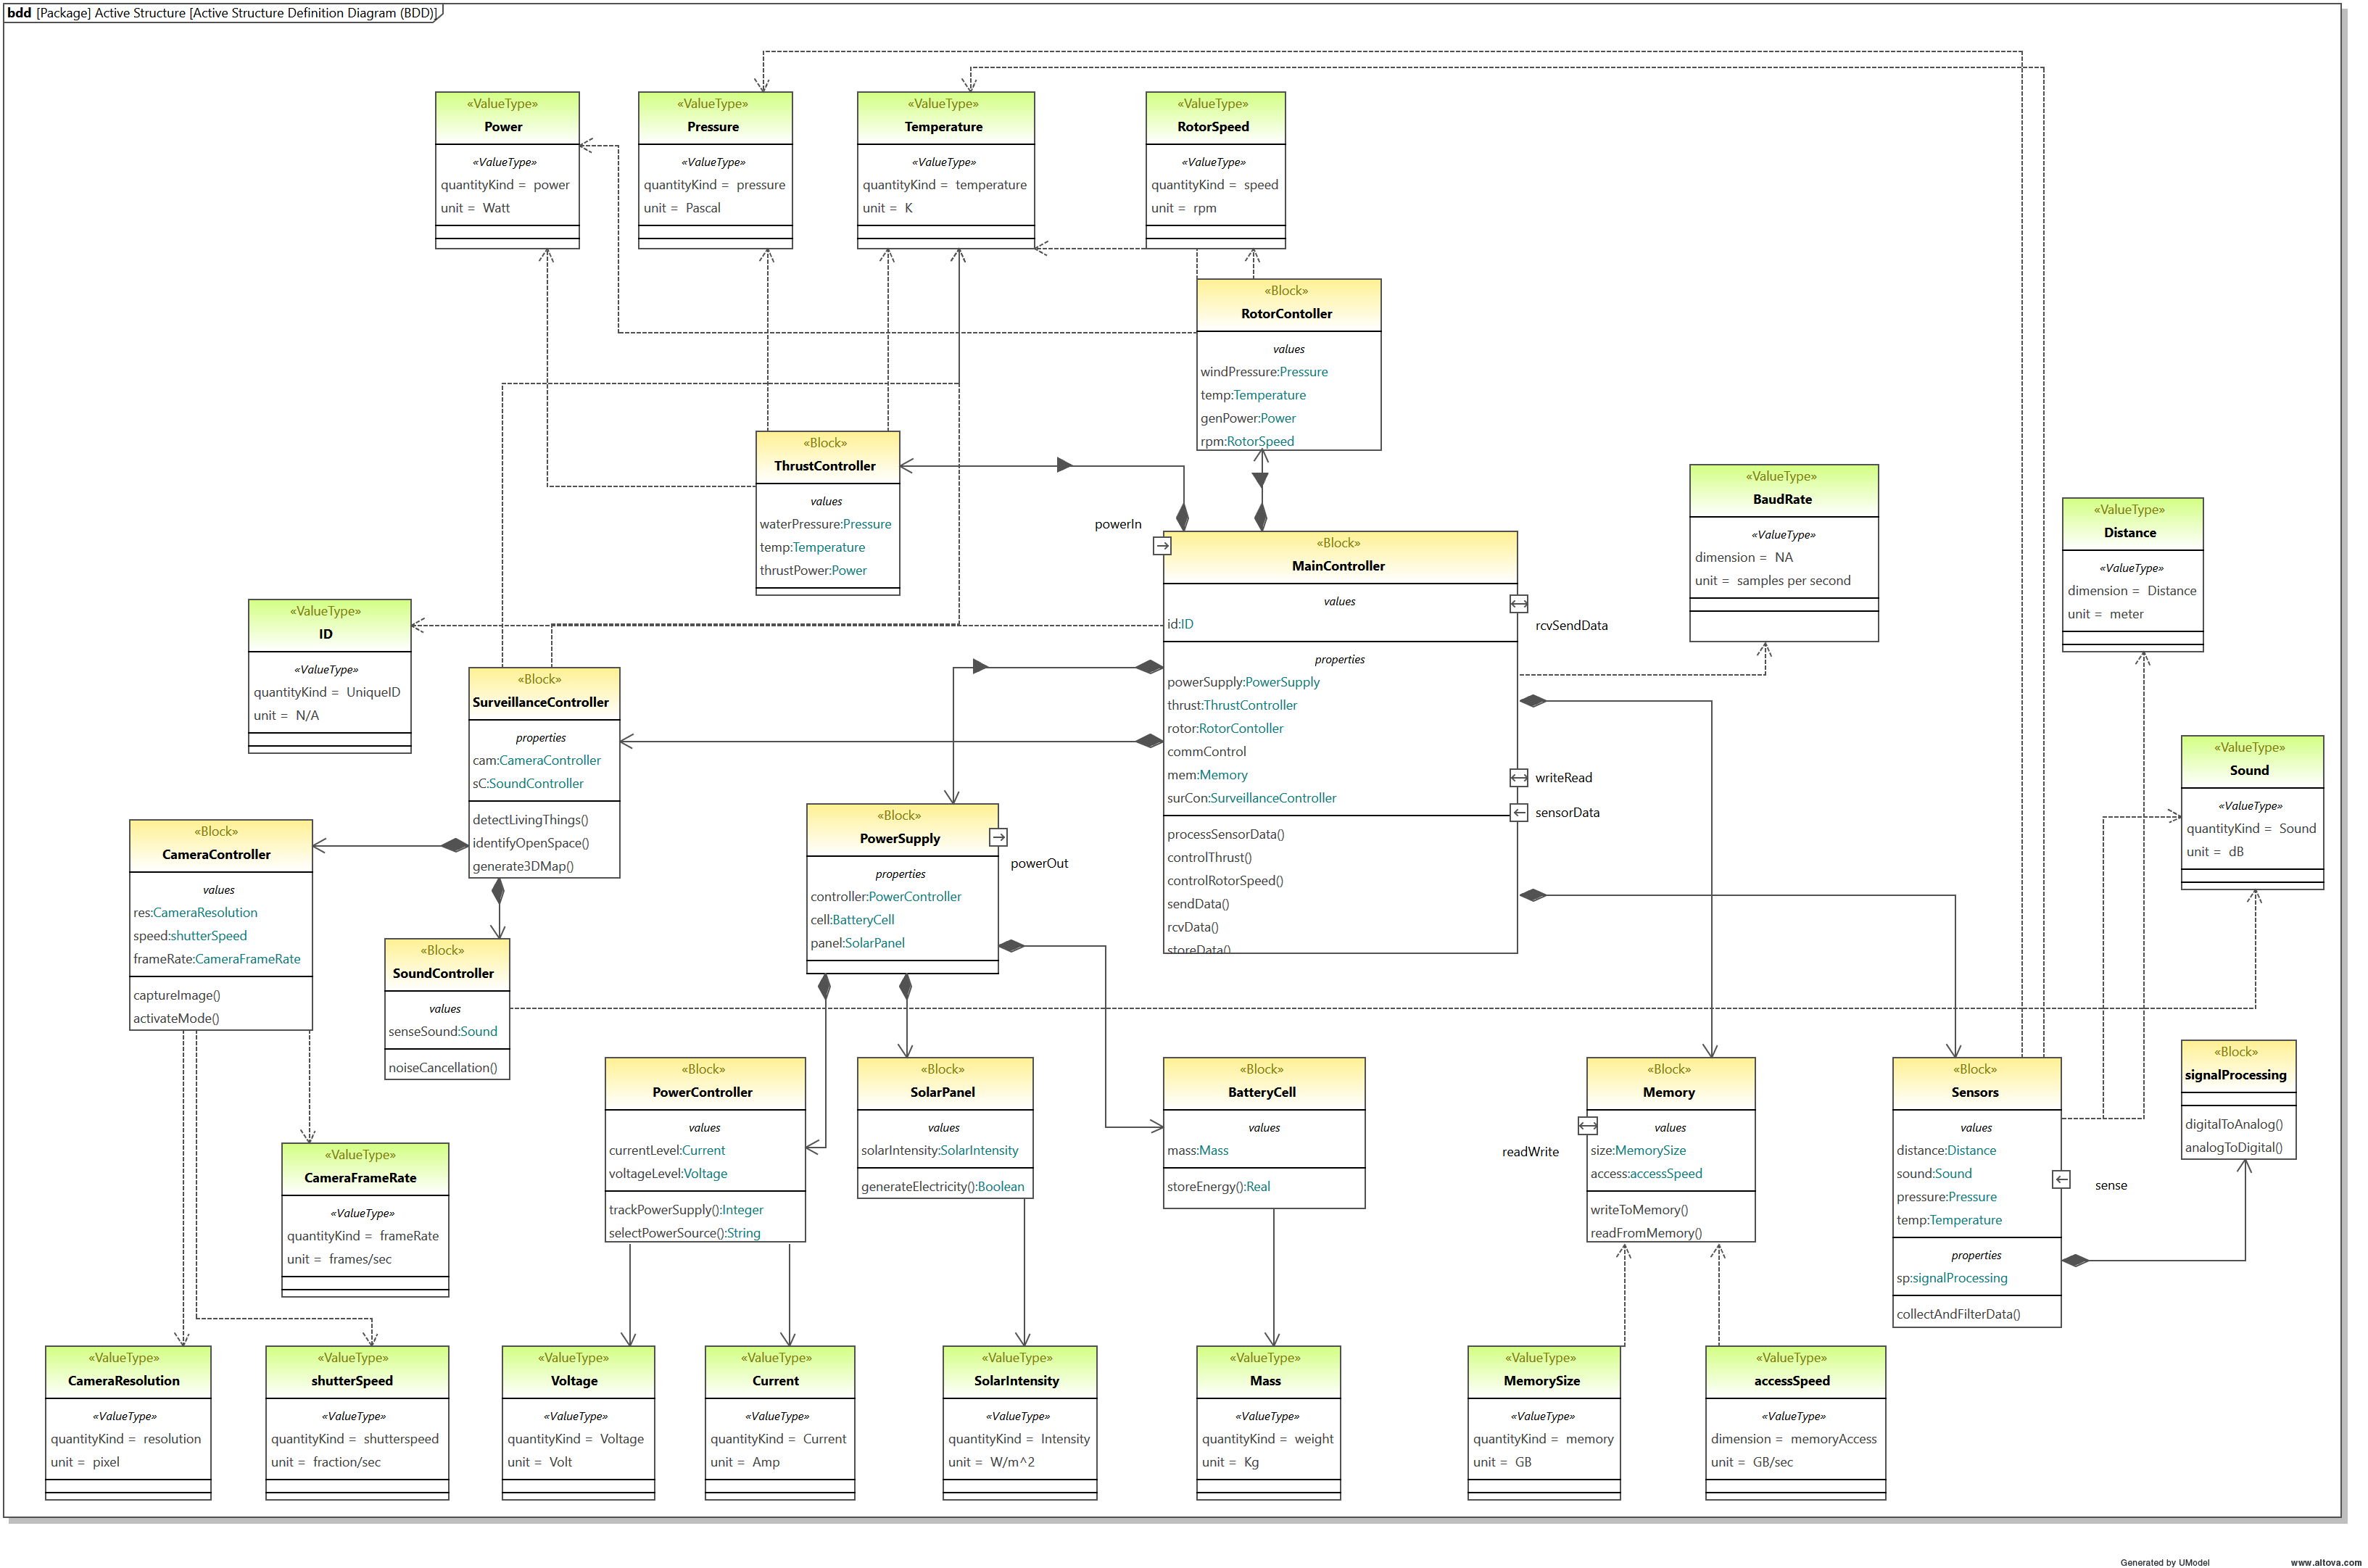 bdd [Package] Active Structure [Active Structure Definition Diagram (BDD)]
«ValueType»
Power
«ValueType»
quantityKind = power
unit = Watt
«ValueType»
Pressure
«ValueType»
quantityKind = pressure
unit = Pascal
«ValueType»
Temperature
«ValueType»
quantityKind = temperature
unit = K
«ValueType»
RotorSpeed
«ValueType»
quantityKind = speed
unit = rpm
«Block»
RotorContoller
values
windPressure:Pressure
temp:Temperature
genPower:Power
rpm:RotorSpeed
«Block»
ThrustController
values
waterPressure:Pressure
temp:Temperature
thrustPower:Power
«ValueType»
BaudRate
«ValueType»
dimension = NA
unit = samples per second
«ValueType»
Distance
«ValueType»
dimension = Distance
unit = meter
powerIn
«Block»
MainController
values
id:ID
properties
powerSupply:PowerSupply
thrust:ThrustController
rotor:RotorContoller
commControl
mem:Memory
surCon:SurveillanceController
processSensorData()
controlThrust()
controlRotorSpeed()
sendData()
rcvData()
storeData()
rcvSendData
writeRead
sensorData
«ValueType»
ID
«ValueType»
quantityKind = UniqueID
unit = N/A
«Block»
SurveillanceController
properties
cam:CameraController
sC:SoundController
detectLivingThings()
identifyOpenSpace()
generate3DMap()
«ValueType»
Sound
«ValueType»
quantityKind = Sound
unit = dB
«Block»
CameraController
values
res:CameraResolution
speed:shutterSpeed
frameRate:CameraFrameRate
captureImage()
activateMode()
«Block»
PowerSupply
properties
controller:PowerController
cell:BatteryCell
panel:SolarPanel
powerOut
«Block»
SoundController
values
senseSound:Sound
noiseCancellation()
«Block»
PowerController
values
currentLevel:Current
voltageLevel:Voltage
trackPowerSupply():Integer
selectPowerSource():String
«Block»
SolarPanel
values
solarIntensity:SolarIntensity
generateElectricity():Boolean
«Block»
BatteryCell
values
mass:Mass
storeEnergy():Real
«Block»
Memory
values
size:MemorySize
access:accessSpeed
writeToMemory()
readFromMemory()
readWrite
«Block»
Sensors
values
distance:Distance
sound:Sound
pressure:Pressure
temp:Temperature
properties
sp:signalProcessing
collectAndFilterData()
sense
«Block»
signalProcessing
digitalToAnalog()
analogToDigital()
«ValueType»
CameraFrameRate
«ValueType»
quantityKind = frameRate
unit = frames/sec
«ValueType»
CameraResolution
«ValueType»
quantityKind = resolution
unit = pixel
«ValueType»
shutterSpeed
«ValueType»
quantityKind = shutterspeed
unit = fraction/sec
«ValueType»
Voltage
«ValueType»
quantityKind = Voltage
unit = Volt
«ValueType»
Current
«ValueType»
quantityKind = Current
unit = Amp
«ValueType»
SolarIntensity
«ValueType»
quantityKind = Intensity
unit = W/m^2
«ValueType»
Mass
«ValueType»
quantityKind = weight
unit = Kg
«ValueType»
MemorySize
«ValueType»
quantityKind = memory
unit = GB
«ValueType»
accessSpeed
«ValueType»
dimension = memoryAccess
unit = GB/sec
Generated by UModel www.altova.com